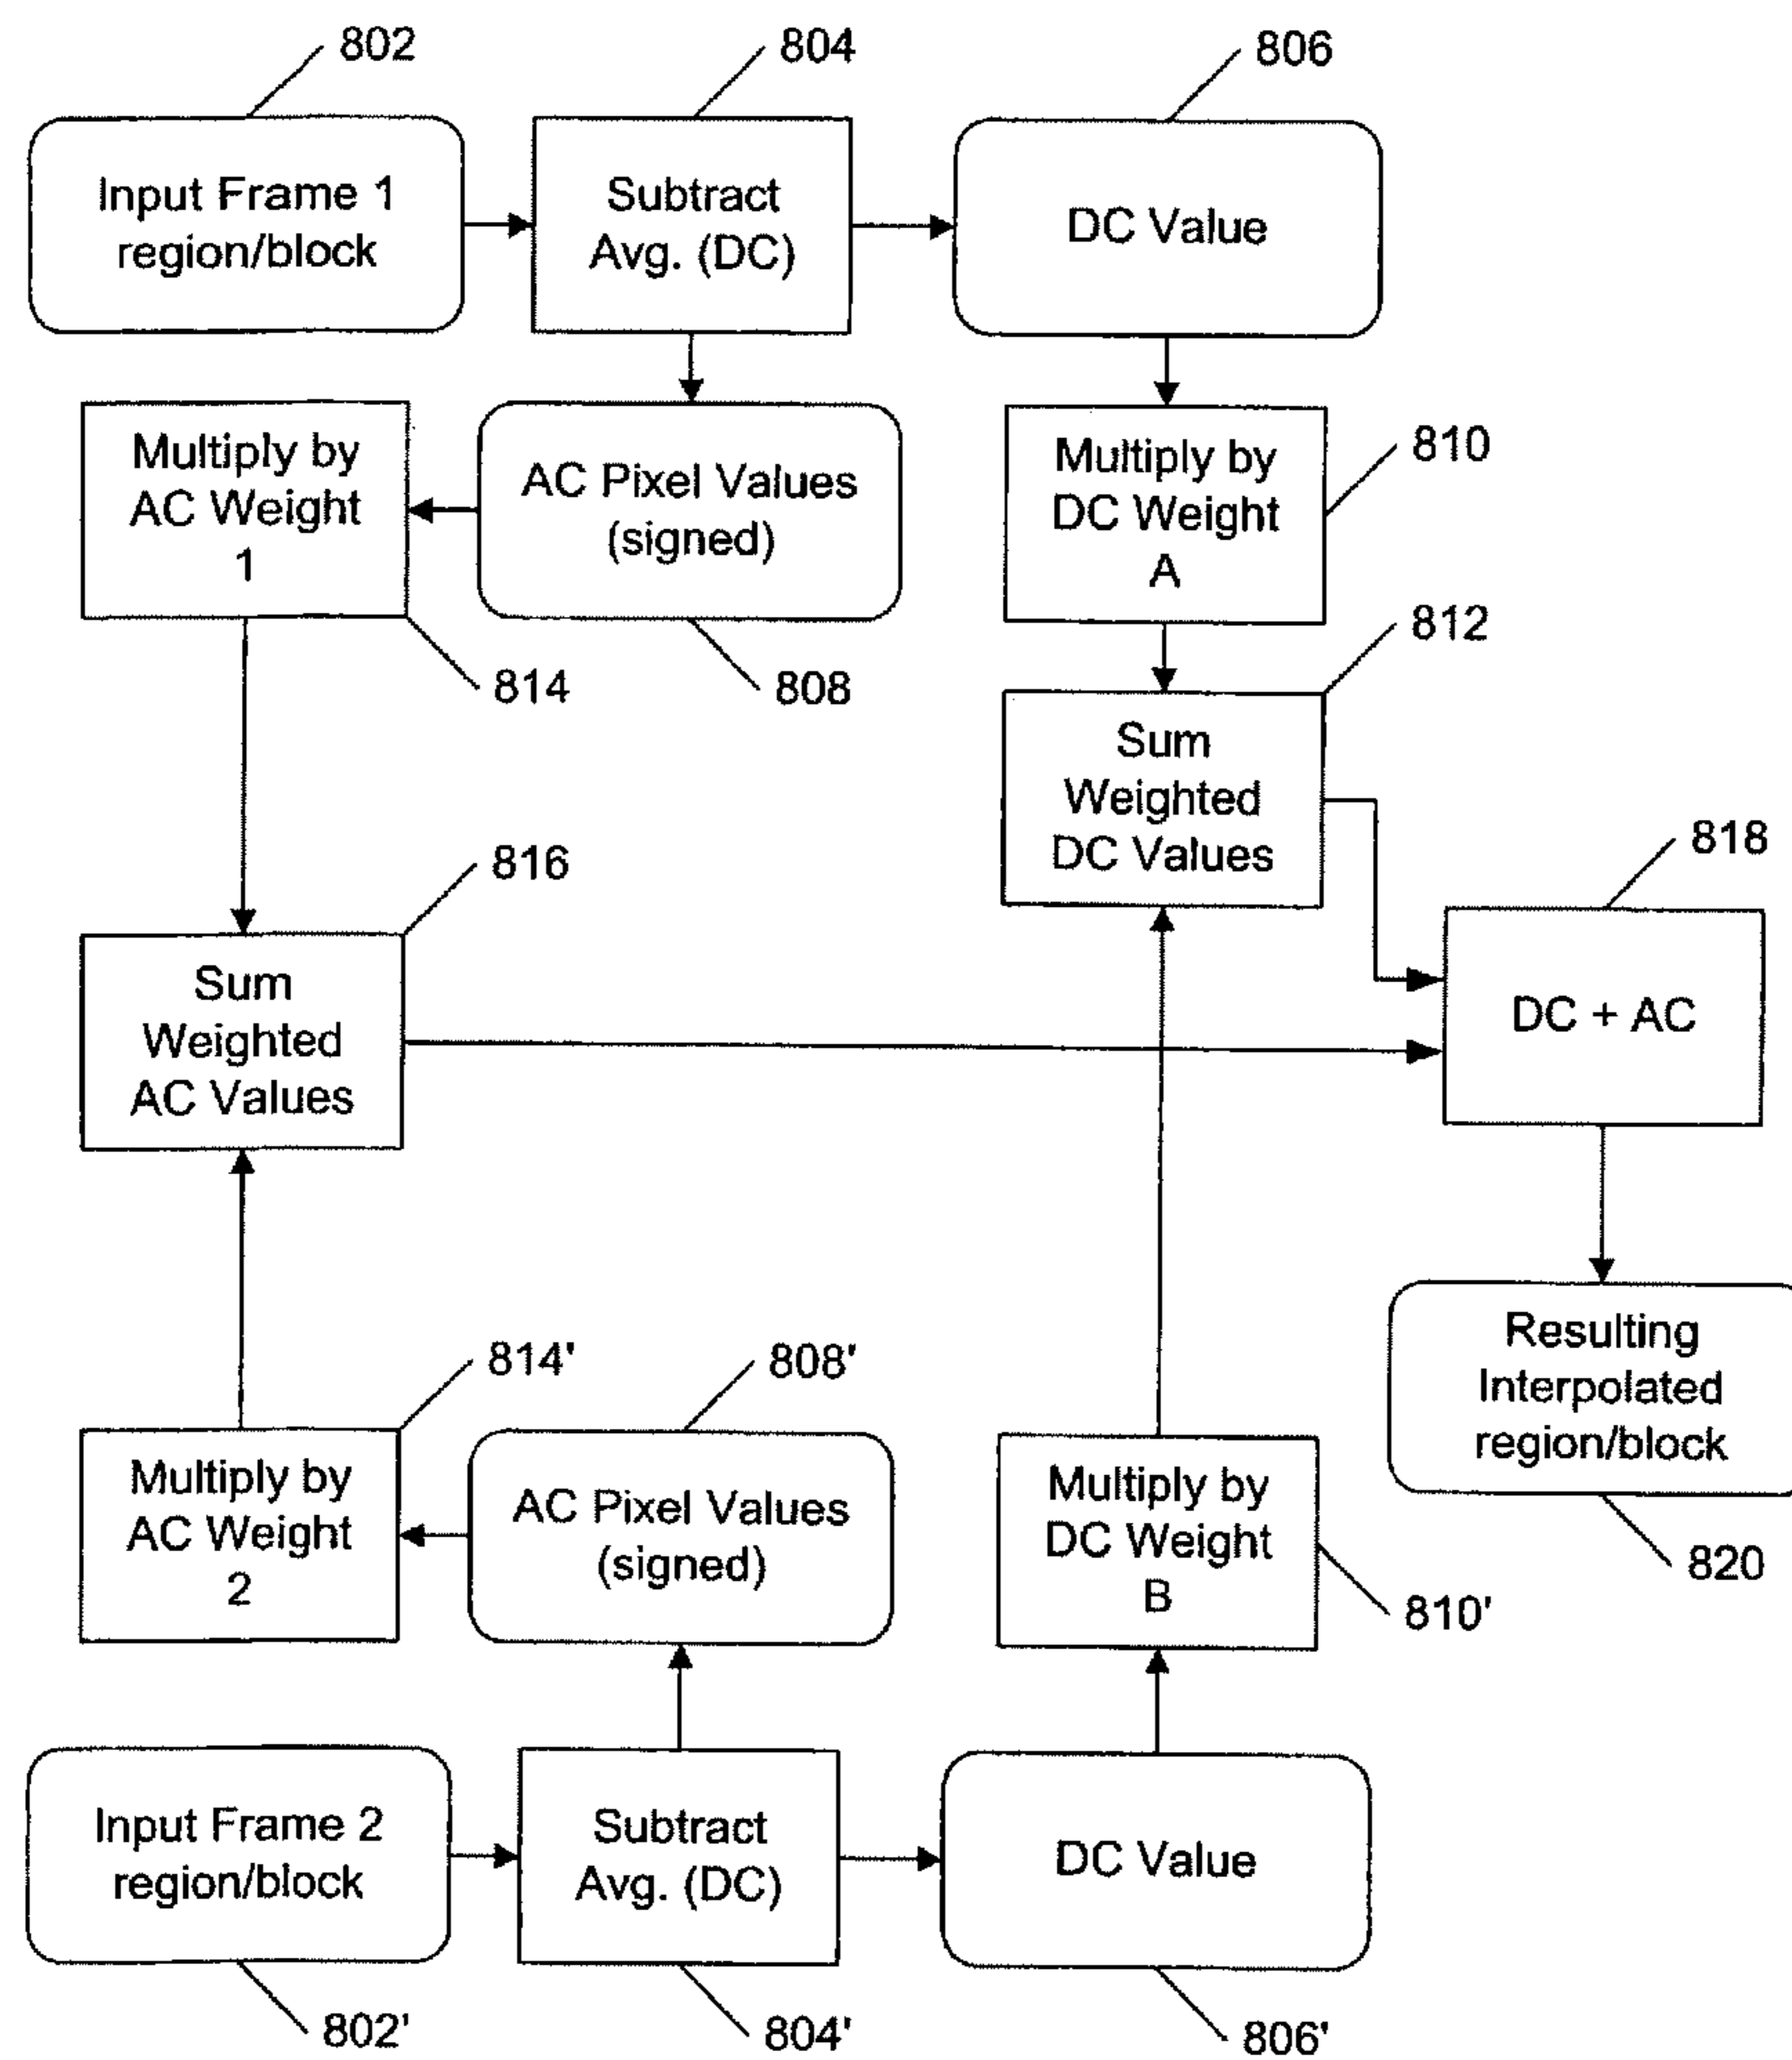 802
804
806
Input Frame 1
region/block
Subtract
Avg. (DC)
DC Value
Multiply by
AC Weight
1
AC Pixel Values
(signed)
Multiply by
DC Weight
A
810
814
808
812
Sum
Weighted
DC Values
816
818
Sum
Weighted
AC Values
DC + AC
814'
808'
Resulting
Interpolated
region/block
Multiply by
AC Weight
2
AC Pixel Values
(signed)
Multiply by
DC Weight
B
820
810'
Input Frame 2
region/block
Subtract
Avg. (DC)
DC Value
802'
804'
806'